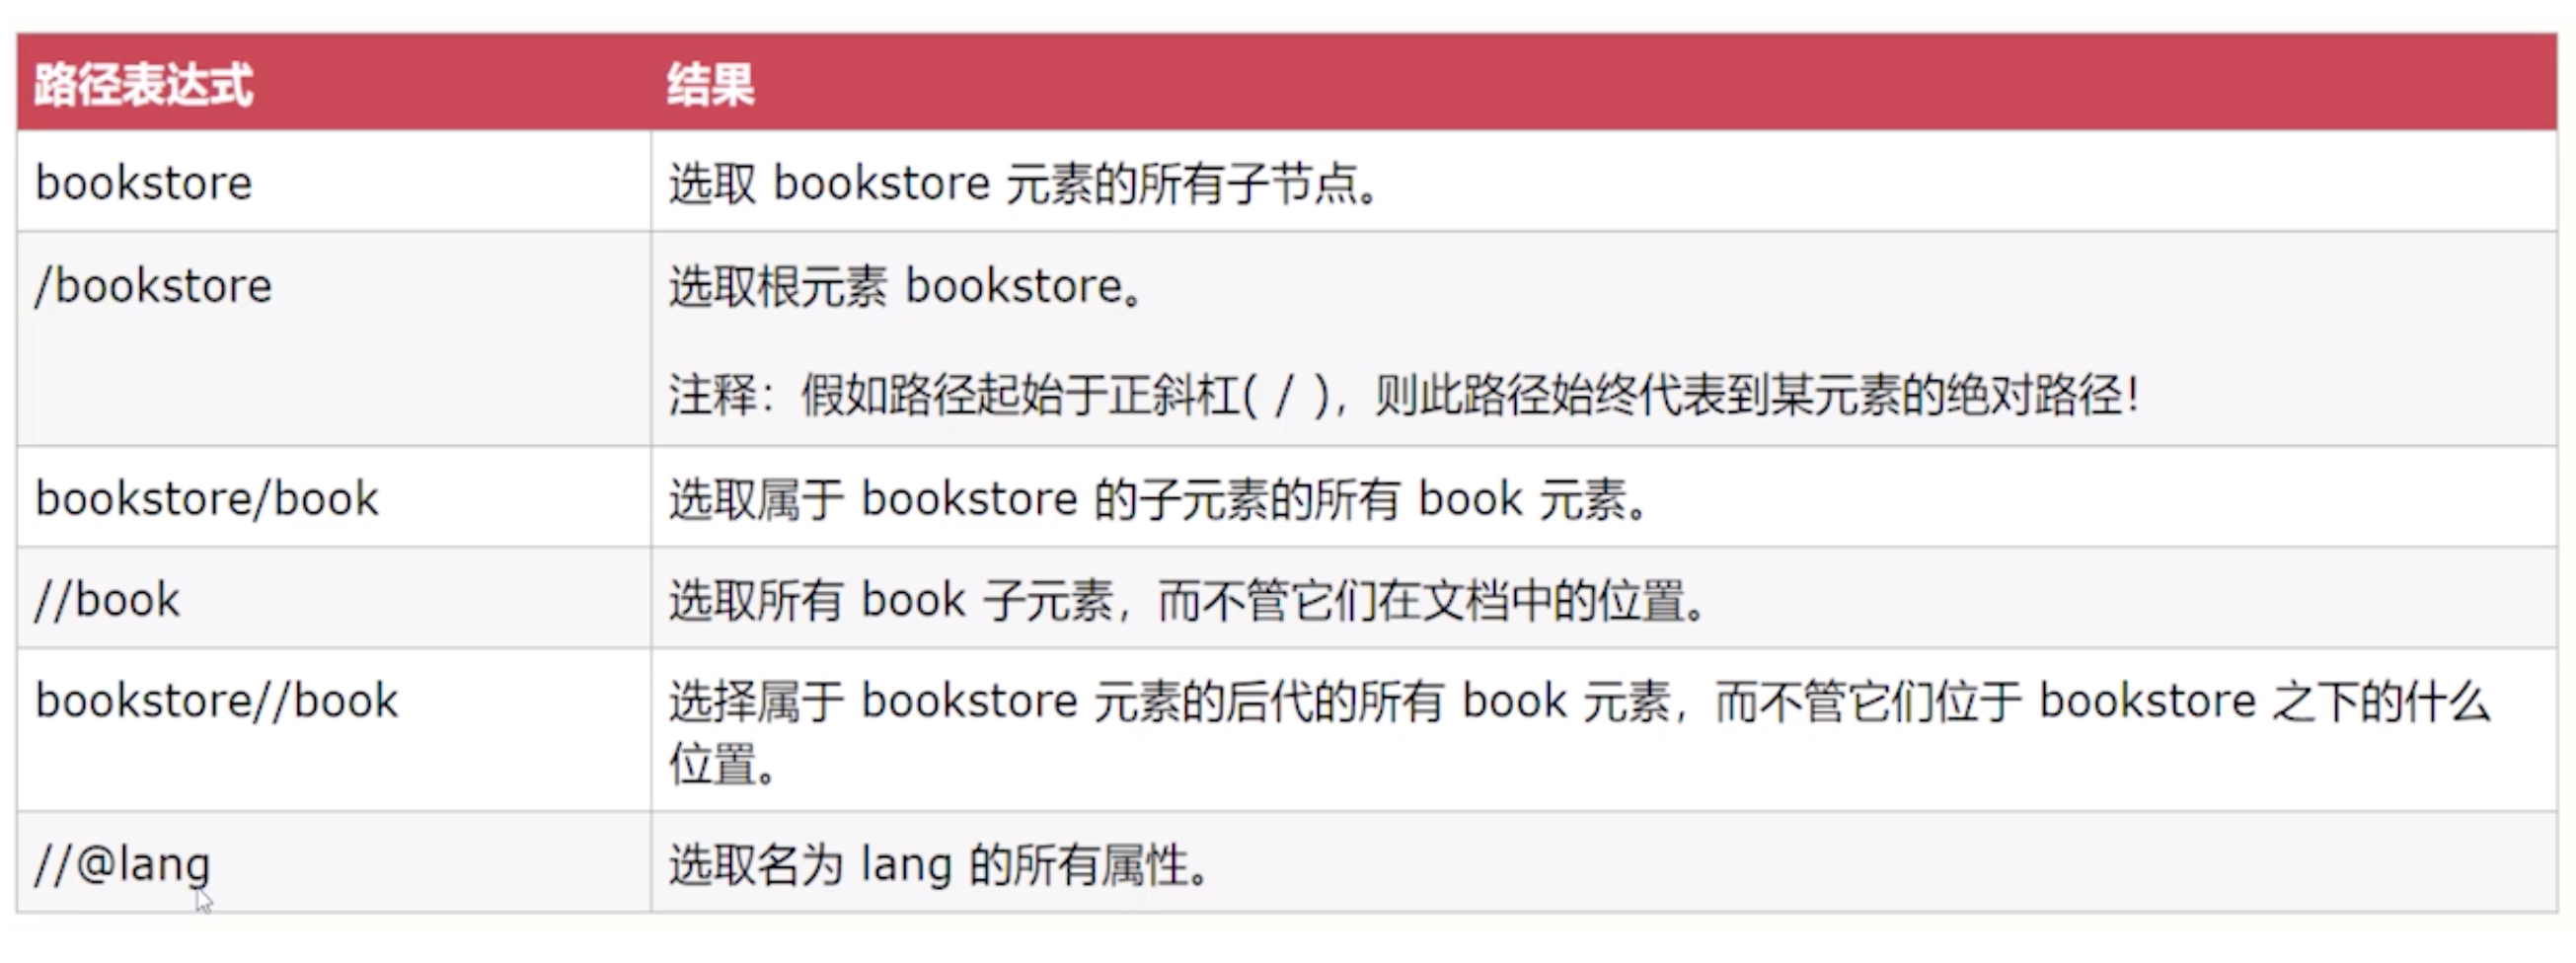 路径表达式 结果
bookstore 选取 bookstore 元素的所有子节点。
/bookstore 选取根元素 bookstore。
注释：假如路径起始于正斜杠( / )，则此路径始终代表到某元素的绝对路径！
bookstore/book 选取属于 bookstore 的子元素的所有 book 元素。
//book 选取所有 book 子元素，而不管它们在文档中的位置。
bookstore//book 选择属于 bookstore 元素的后代的所有 book 元素，而不管它们位于 bookstore 之下的什么
位置。
//@lang 选取名为 lang 的所有属性。